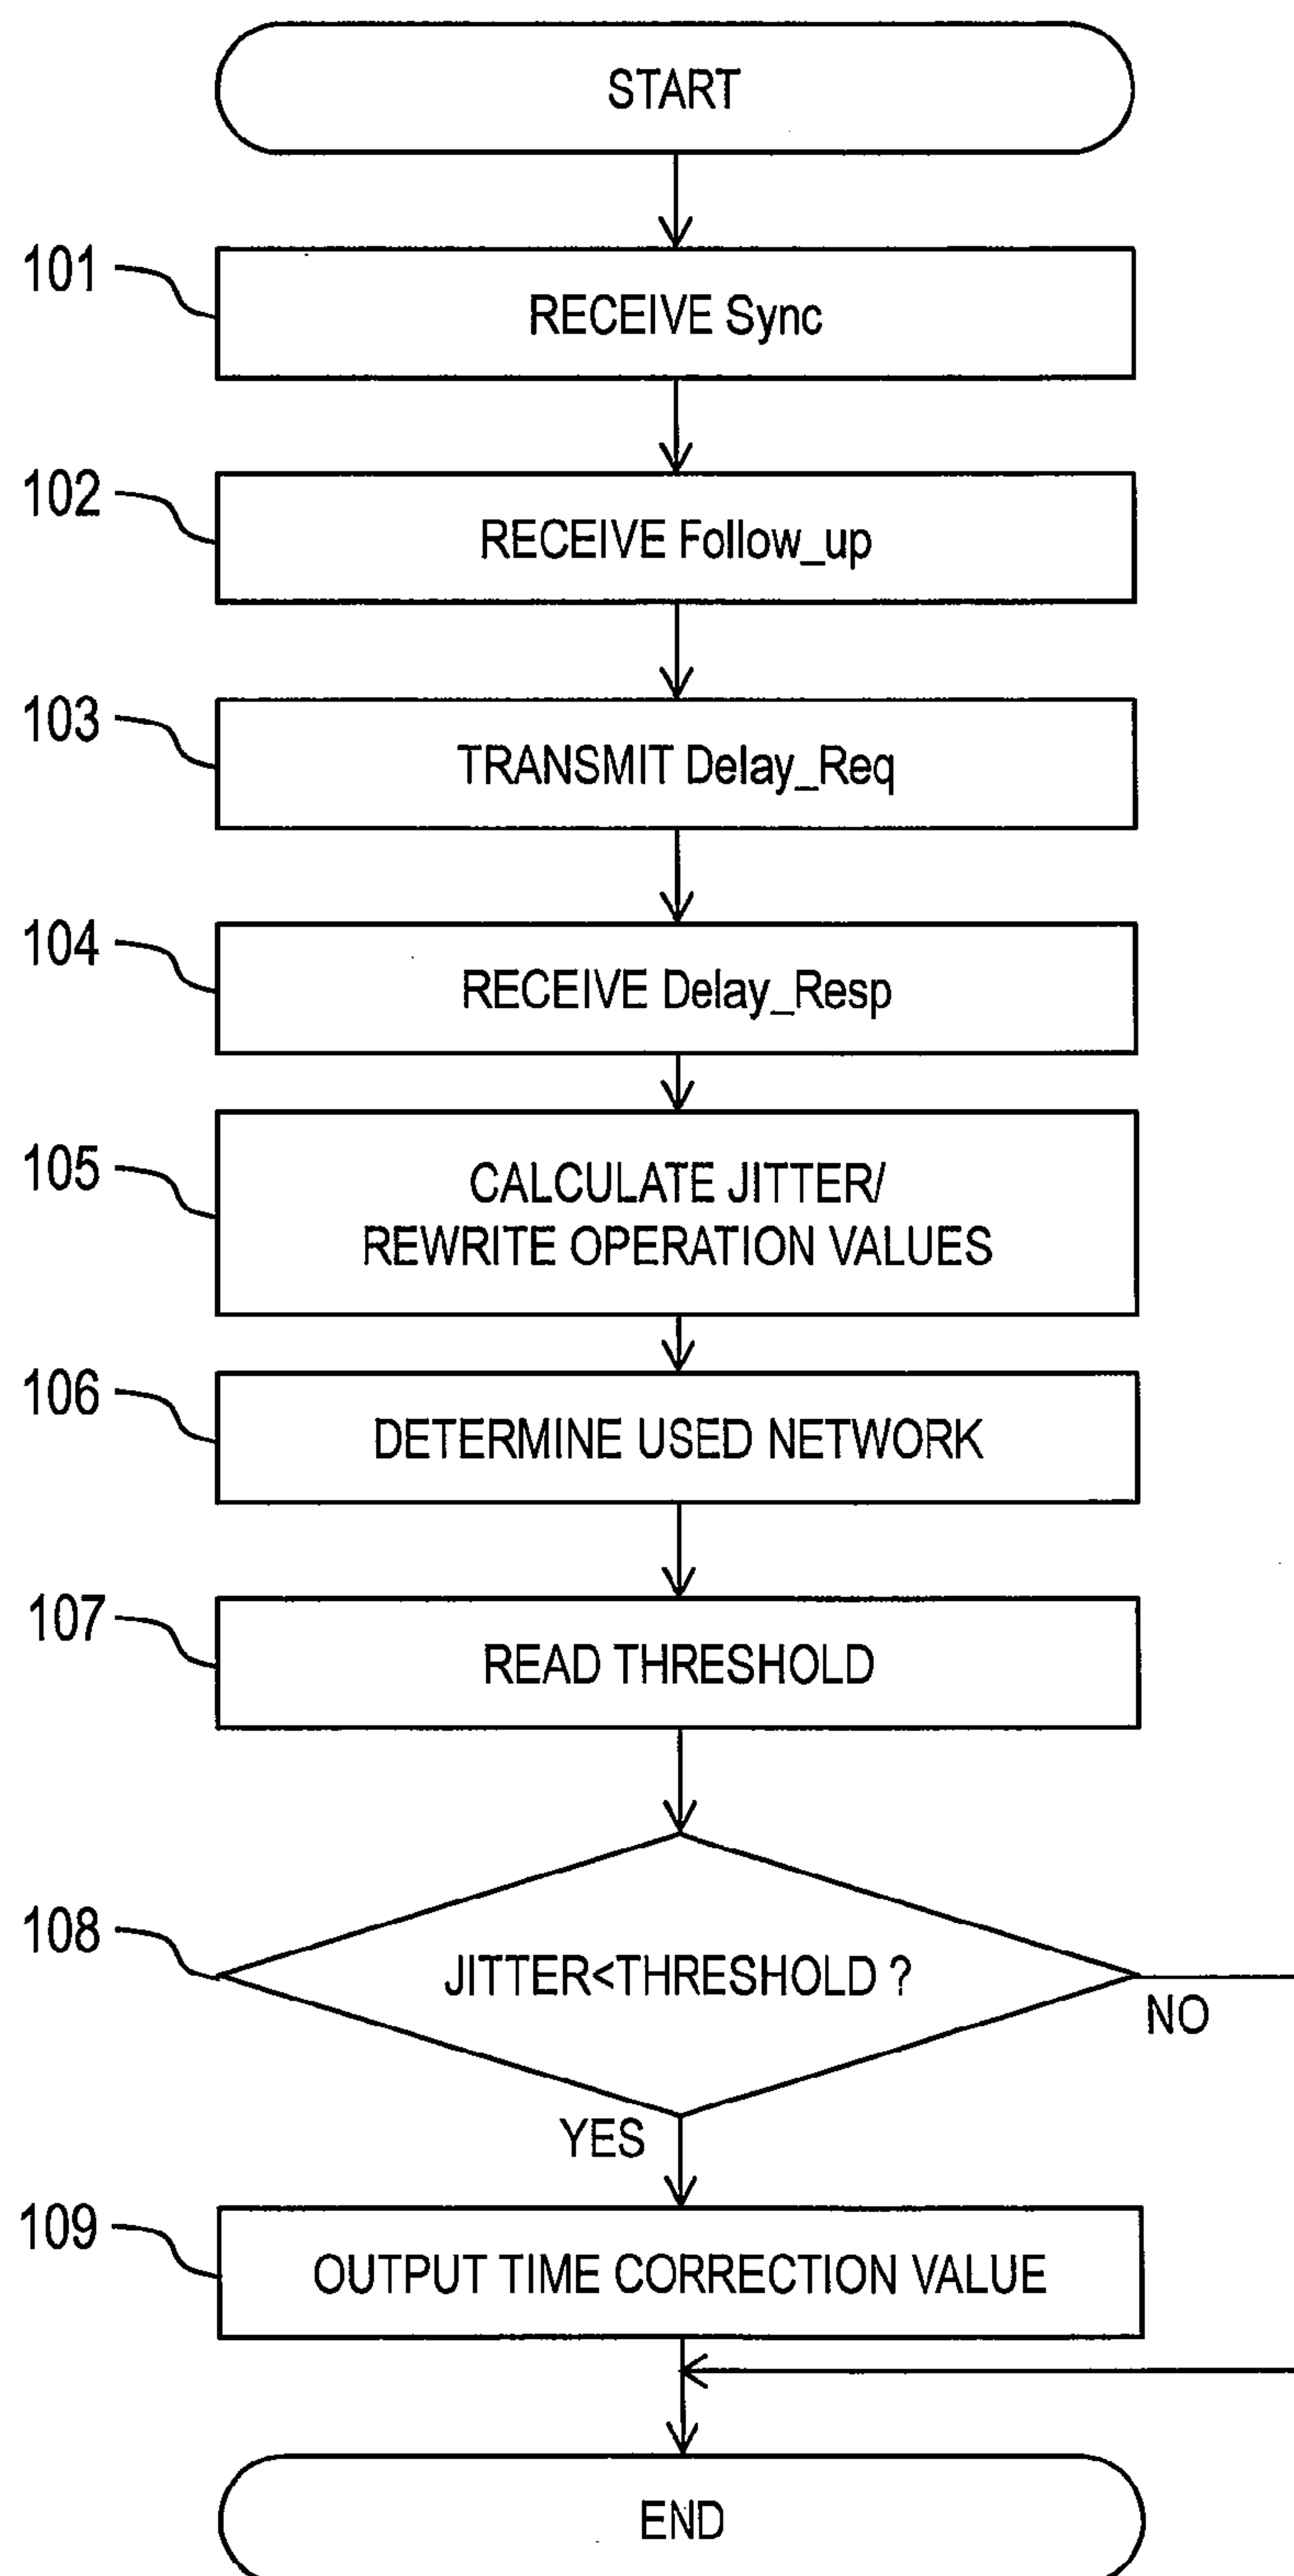 START
101
RECEIVE Sync
102
RECEIVE Follow_up
103
TRANSMIT Delay_Req
104
RECEIVE Delay_Resp
105
CALCULATE JITTER/
REWRITE OPERATION VALUES
106
DETERMINE USED NETWORK
107
READ THRESHOLD
108
JITTER<THRESHOLD ?
NO
YES
109
OUTPUT TIME CORRECTION VALUE
END